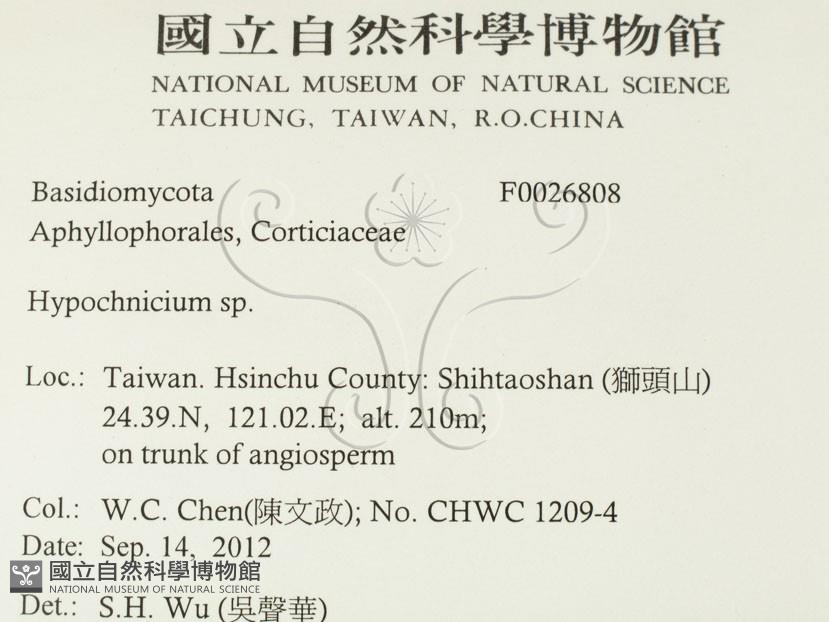 國立自然科學博物館
NATIONAL MUSEUM OF NATURAL SCIENCE
TAICHUNG, TAIWAN, R.O.CHINA
Basidiomycota F0026808
Aphyllophorales, Corticiaceae
Hypochnicium sp.
Loc.: Taiwan. Hsinchu County: Shihtaoshan (獅頭山)
24.39.N, 121.02.E; alt. 210m;
on trunk of angiosperm
Col.: W.C. Chen(陳文政); No. CHWC 1209-4
Date: Sep. 14, 2012
國立自然科學博物館
NATIONAL MUSEUM OF NATURAL SCIENCE
Det.: S.H. Wu (吳聲華)